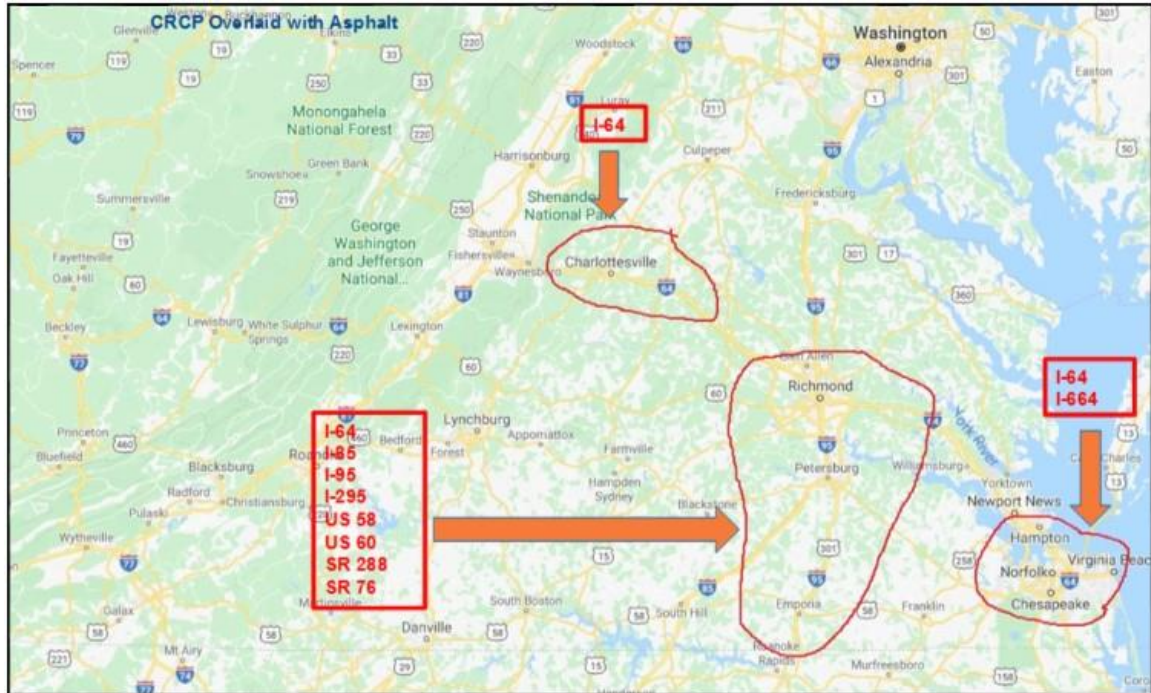 CRCP Overlaid with Asphalt
Glenville
Elkins
Woodstock
Washington
Alexandria
Spencer
Easton
Monongahela
National Forest
Luray
I-64
Harrisonburg
Culpeper
Green Bank
Snowshoe
Summersville
Shenandoah
National Park
Fredericksburg
George
Washington
and Jefferson
National...
Staunton
Fishersville
Waynesboro
Charlottesville
Fayetteville
Oak Hill
Beckley
Lewisburg
White Sulphur
Springs
Lexington
Glen Allen
Richmond
I-64
I-664
Lynchburg
Forest
Bedford
Appomattox
Farmville
Hampden
Sydney
Blackstone
Petersburg
Williamsburg
York River
Yorktown
Newport News
Hampton
Norfolk
Virginia Beac
Chesapeake
Princeton
Bluefield
Blacksburg
Radford
Christiansburg
Pulaski
Wytheville
I-64
I-85
I-95
I-295
US 58
US 60
SR 288
SR 76
Galax
Martinsville
Danville
South Boston
South Hill
Emporia
Franklin
Mt Airy
Roanoke
Rapids
Murfreesboro